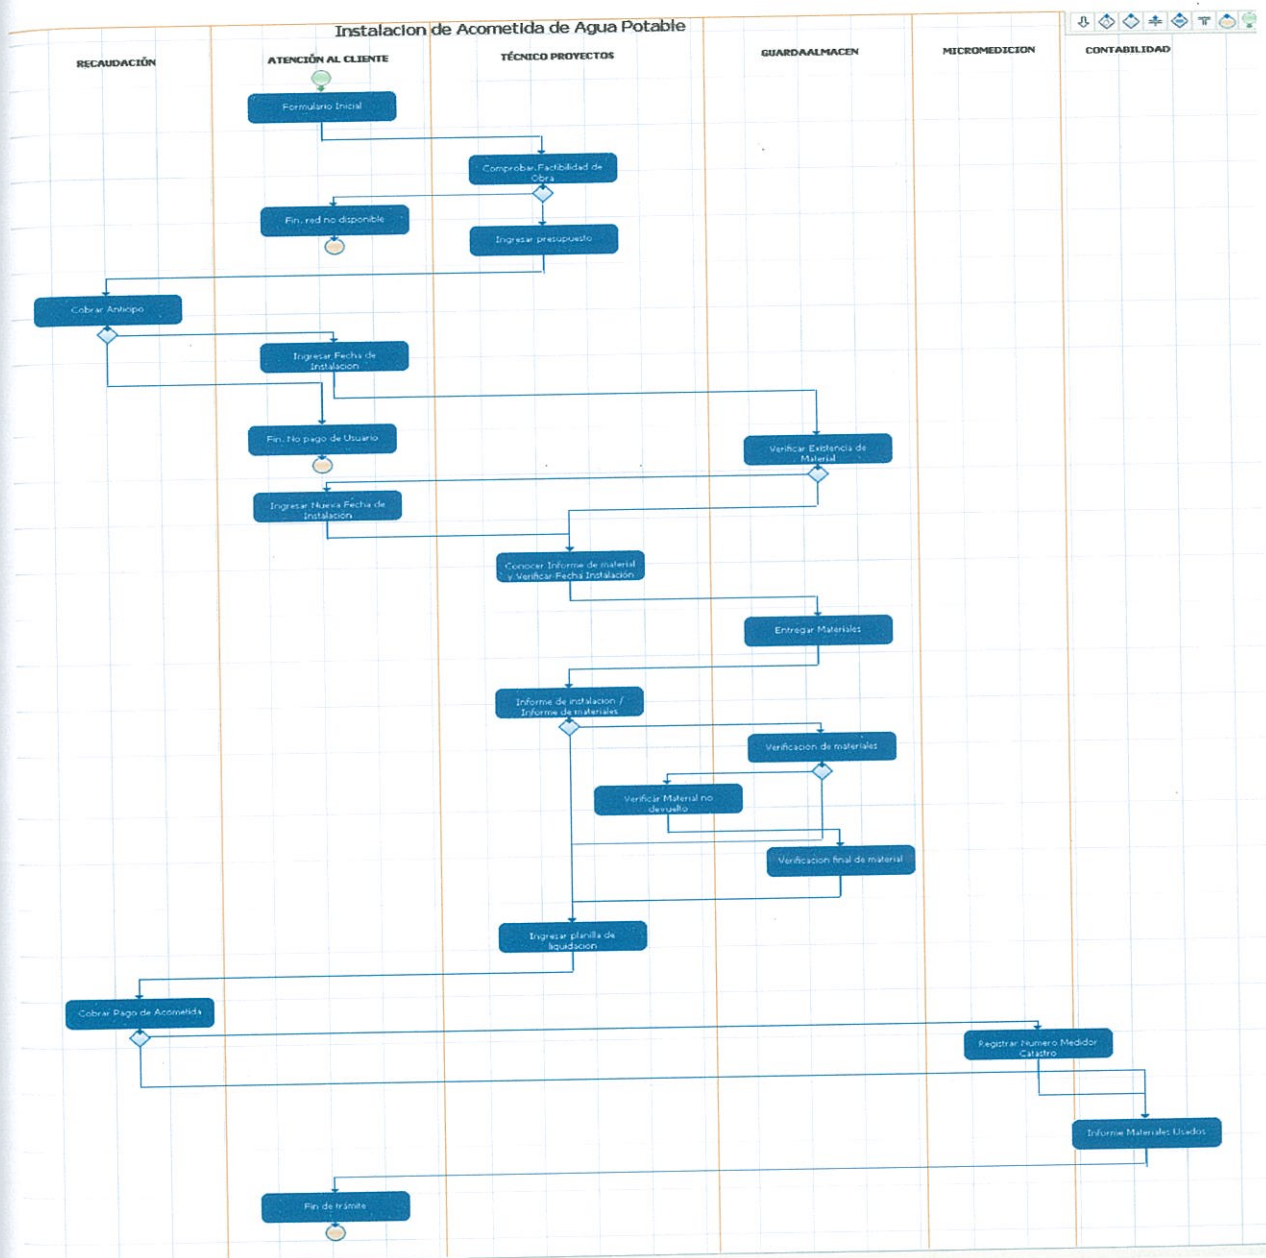 Instalacion de Acometida de Agua Potable
RECAUDACIÓN
ATENCIÓN AL CLIENTE
TÉCNICO PROYECTOS
GUARDAALMACEN
MICROMEDICION
CONTABILIDAD
Formulario Inicial
Comprobar Factibilidad de
Obra
Fin. red no disponible
Ingresar presupuesto
Cobrar Anticipo
Ingresar Fecha de
Instalacion
Fin. No pago de Usuario
Verificar Existencia de
Material
Ingresar Nueva Fecha de
Instalación
Conocer Informe de material
y Verificar Fecha Instalación
Entregar Materiales
Informe de instalacion /
Informe de materiales
Verificación de materiales
Verificar Material no
devuelto
Verificacion final de material
Ingresar planilla de
liquidacion
Cobrar Pago de Acometida
Registrar Numero Medidor
Catastro
Informe Materiales Usados
Fin de trámite